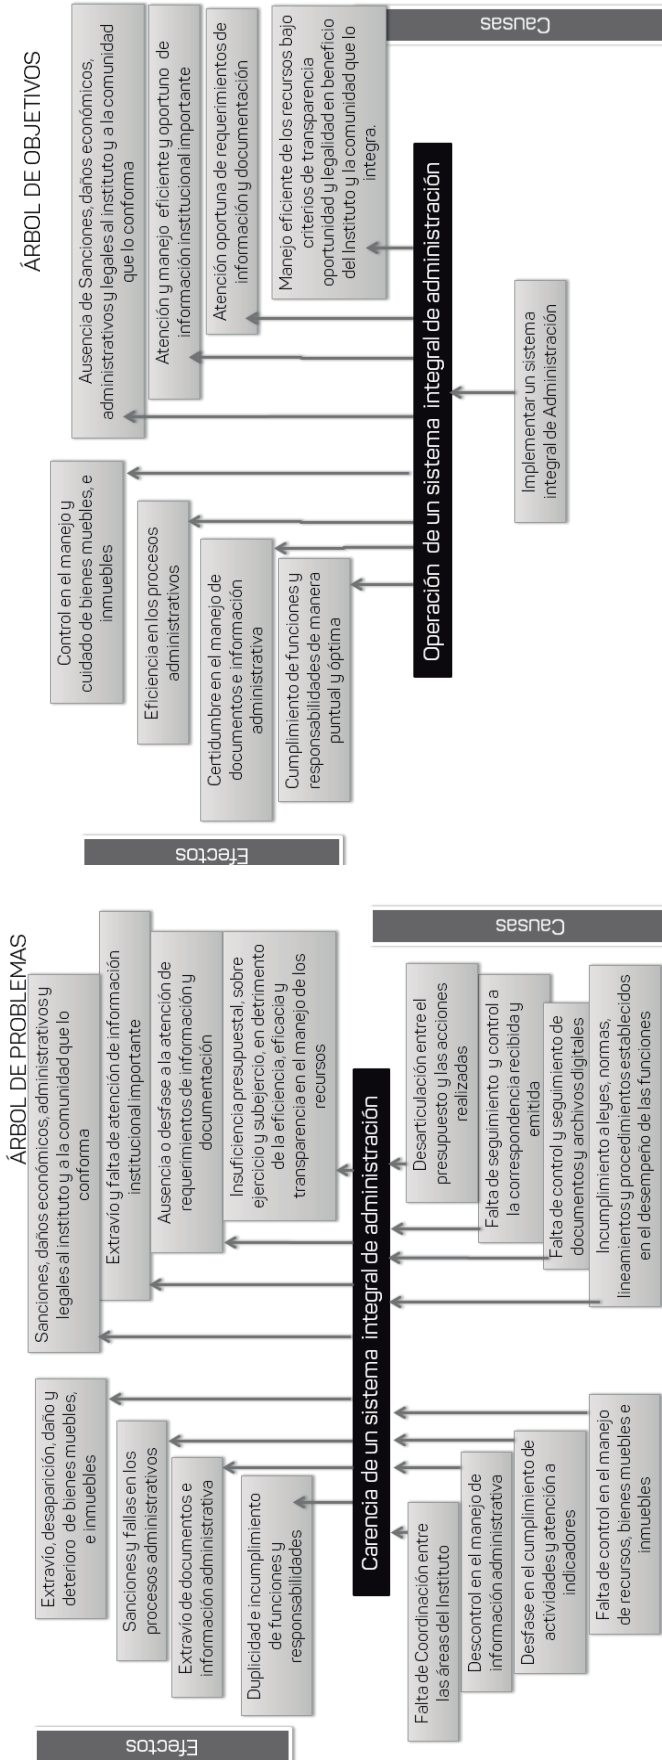 ÁRBOL DE PROBLEMAS
Efectos
Extravío, desaparición, daño y
deterioro de bienes muebles,
e inmuebles
Sanciones y fallas en los
procesos administrativos
Extravío de documentos e
información administrativa
Duplicidad e incumplimiento
de funciones y
responsabilidades
Sanciones, daños económicos, administrativos y
legales al instituto y a la comunidad que lo
conforma
Extravío y falta de atención de información
institucional importante
Ausencia o desfase a la atención de
requerimientos de información y
documentación
Insuficiencia presupuestal, sobre
ejercicio y subejercio, en detrimento
de la eficiencia, eficacia y
transparencia en el manejo de los
recursos
Carencia de un sistema integral de administración
Falta de Coordinación entre
las áreas del Instituto
Descontrol en el manejo de
información administrativa
Desfase en el cumplimiento de
actividades y atención a
indicadores
Falta de control en el manejo
de recursos, bienes muebles e
inmuebles
Desarticulación entre el
presupuesto y las acciones
realizadas
Falta de seguimiento y control a
la correspondencia recibida y
emitida
Falta de control y seguimiento de
documentos y archivos digitales
Incumplimiento a leyes, normas,
lineamientos y procedimientos establecidos
en el desempeño de las funciones
Causas
ÁRBOL DE OBJETIVOS
Efectos
Control en el manejo y
cuidado de bienes muebles, e
inmuebles
Eficiencia en los procesos
administrativos
Certidumbre en el manejo de
documentos e información
administrativa
Cumplimiento de funciones y
responsabilidades de manera
puntual y óptima
Ausencia de Sanciones, daños económicos,
administrativos y legales al instituto y a la comunidad
que lo conforma
Atención y manejo eficiente y oportuno de
información institucional importante
Atención oportuna de requerimientos de
información y documentación
Manejo eficiente de los recursos bajo
criterios de transparencia
oportunidad y legalidad en beneficio
del Instituto y la comunidad que lo
integra.
Operación de un sistema integral de administración
Implementar un sistema
integral de Administración
Causas